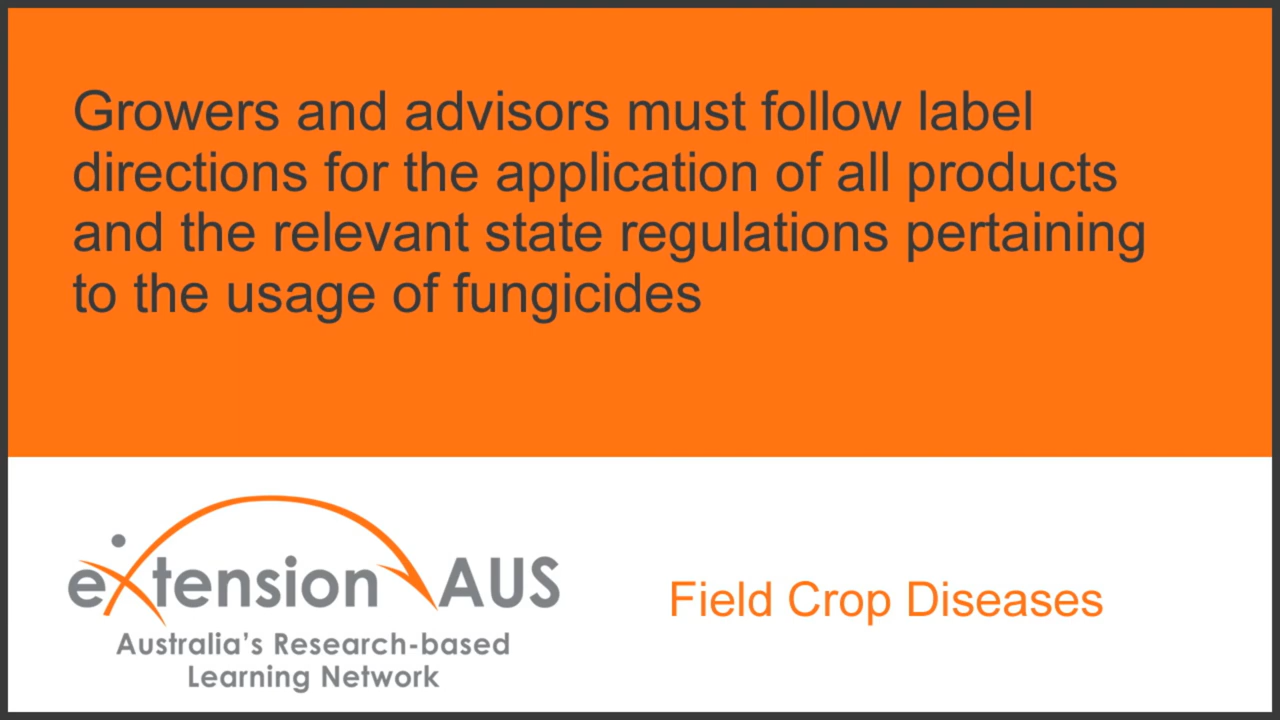 Growers and advisors must follow label
directions for the application of all products
and the relevant state regulations pertaining
to the usage of fungicides
eXtension AUS
Australia's Research-based
Learning Network
Field Crop Diseases